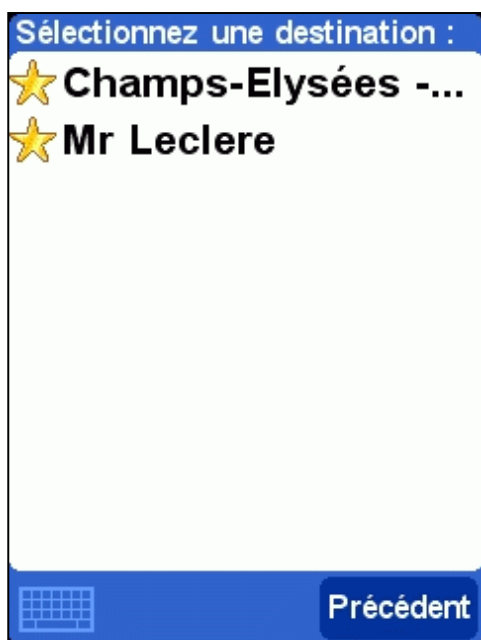 Sélectionnez une destination :
Champs-Elysées -...
Mr Leclere
Précédent